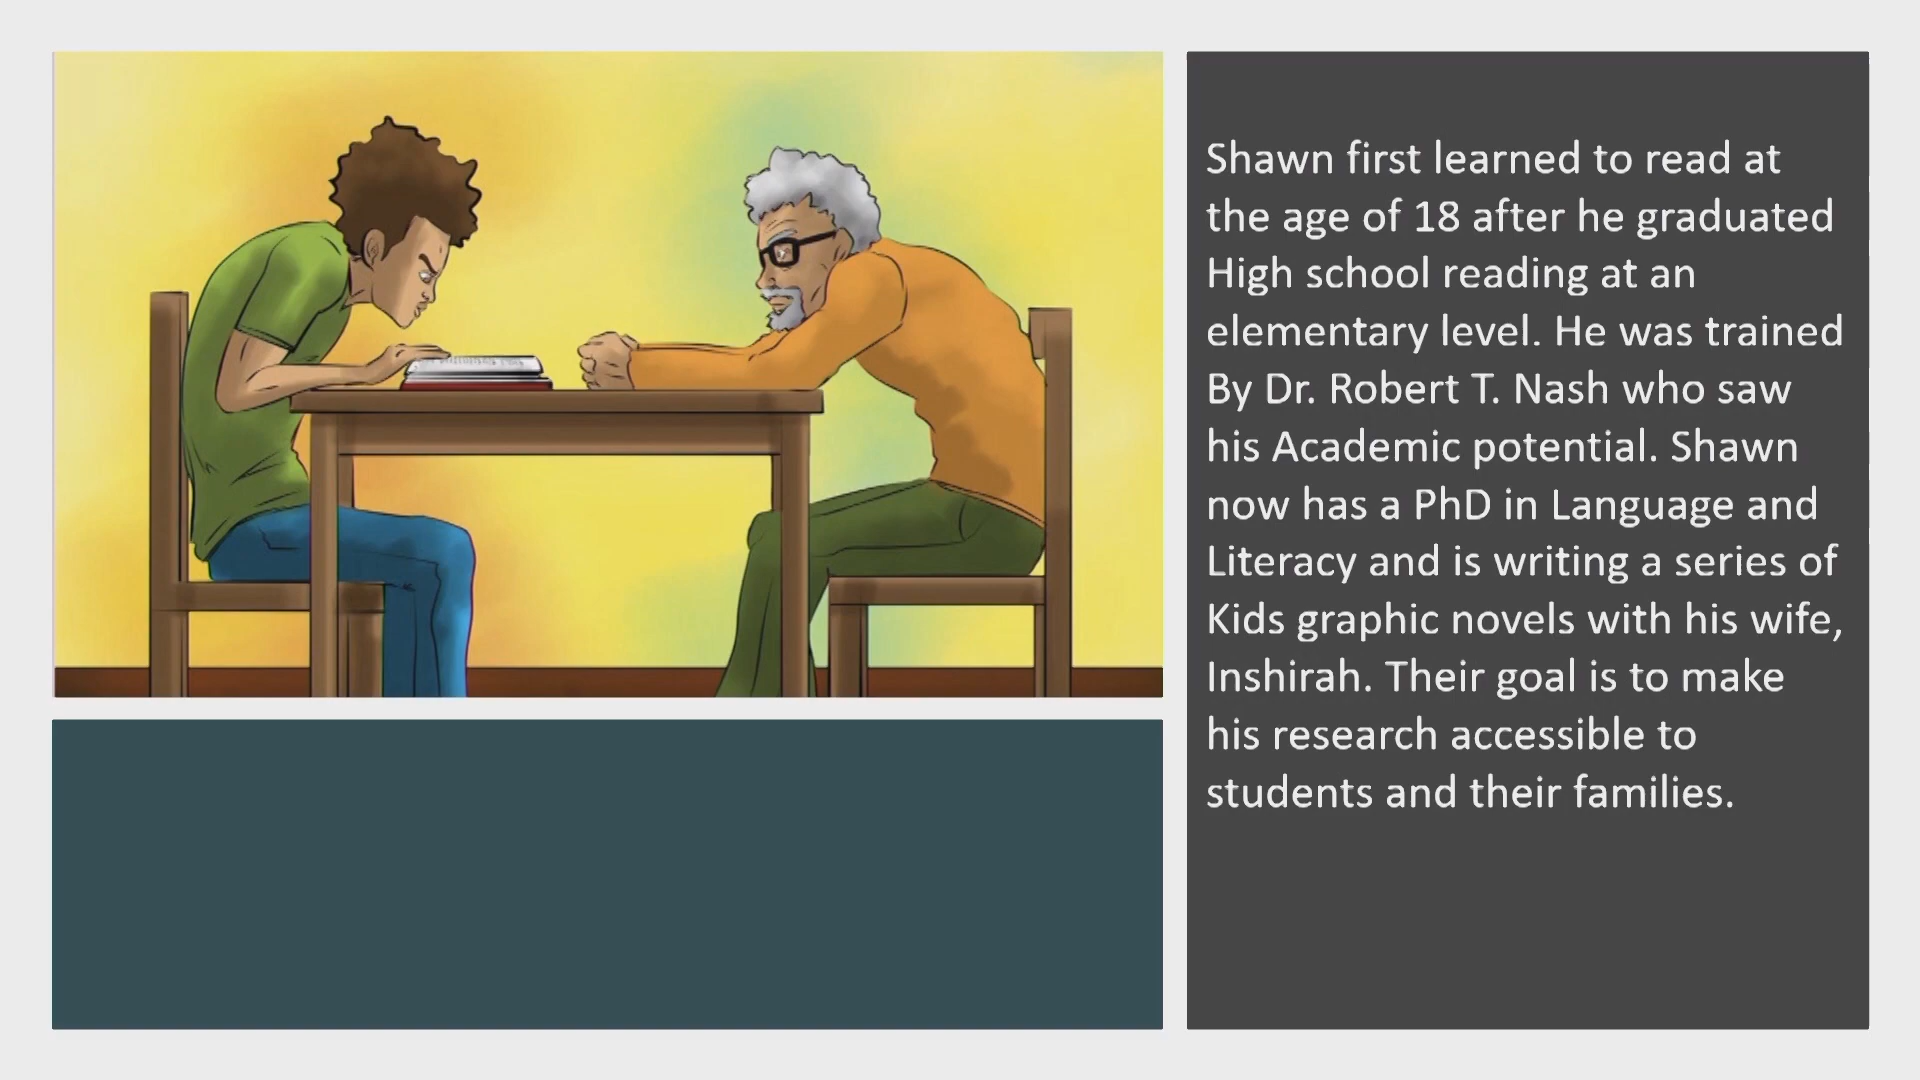 Shawn first learned to read at
the age of 18 after he graduated
High school reading at an
elementary level. He was trained
By Dr. Robert T. Nash who saw
his Academic potential. Shawn
now has a PhD in Language and
Literacy and is writing a series of
Kids graphic novels with his wife,
Inshirah. Their goal is to make
his research accessible to
students and their families.